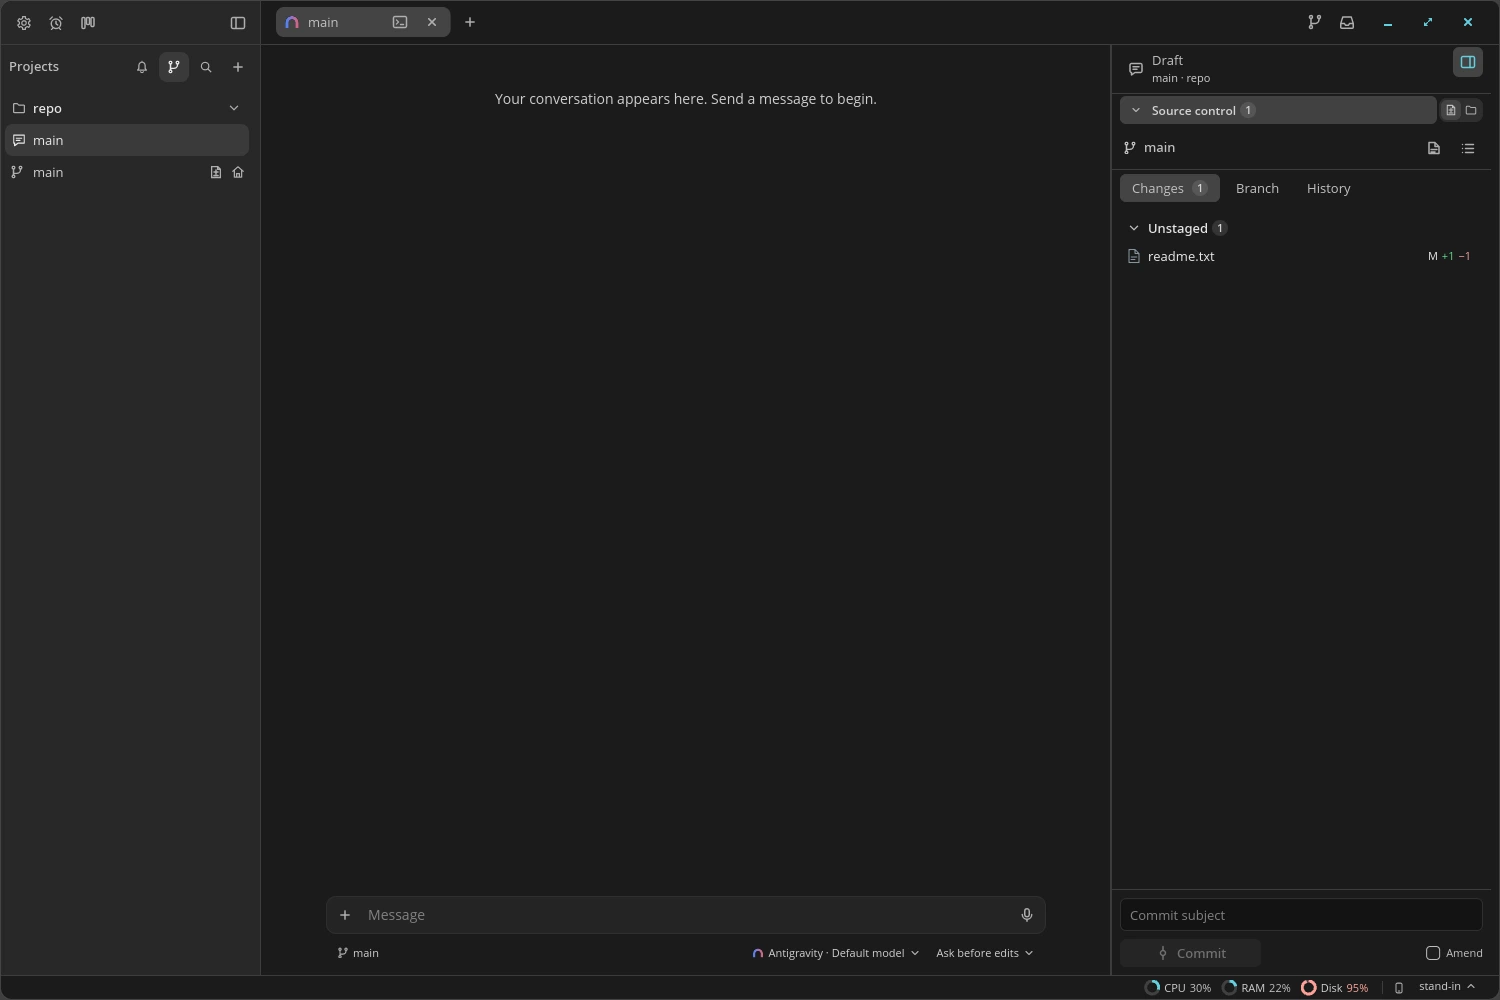 main
Projects
repo
main
main
Your conversation appears here. Send a message to begin.
Message
main
Antigravity · Default model
Ask before edits
Draft
main · repo
Source control 1
main
Changes 1
Branch
History
Unstaged 1
readme.txt
M +1 −1
Commit subject
Commit
Amend
CPU 30%
RAM 22%
Disk 95%
stand-in